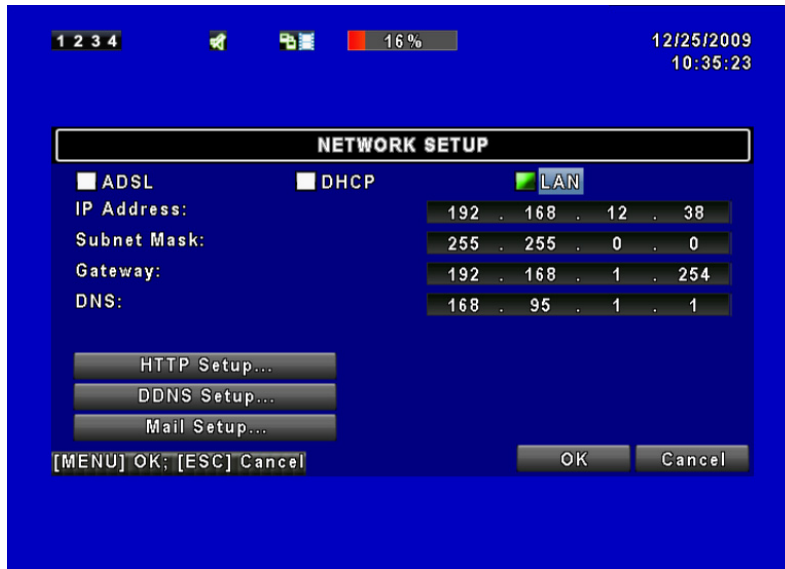 1 2 3 4 16% 12/25/2009
10:35:23
NETWORK SETUP
ADSL DHCP LAN
IP Address: 192 . 168 . 12 . 38
Subnet Mask: 255 . 255 . 0 . 0
Gateway: 192 . 168 . 1 . 254
DNS: 168 . 95 . 1 . 1
HTTP Setup...
DDNS Setup...
Mail Setup...
[MENU] OK; [ESC] Cancel OK Cancel